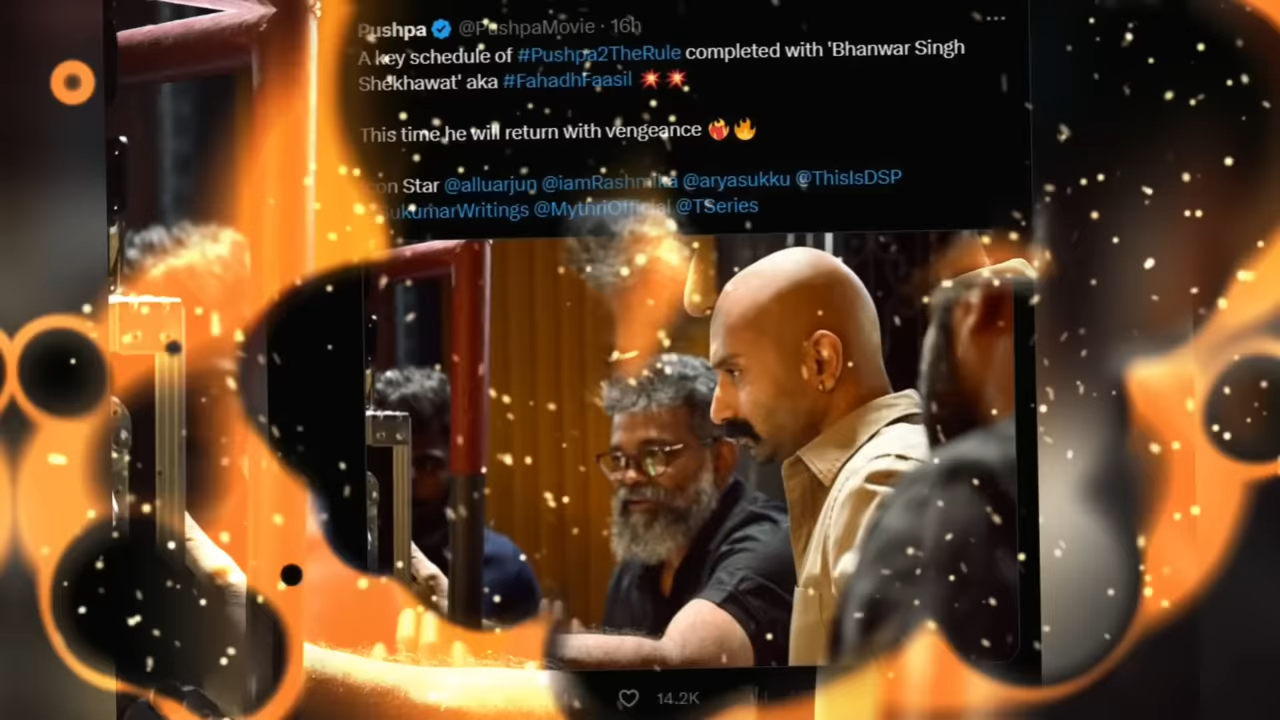 Pushpa @PushpaMovie · 16h
A key schedule of #Pushpa2TheRule completed with 'Bhanwar Singh
Shekhawat' aka #FahadhFaasil 💥💥
This time he will return with vengeance ❤️‍🔥🔥
Star @alluarjun @iamRashmika @aryasukku @ThisIsDSP
@MythriOfficial @TSeries
14.2K